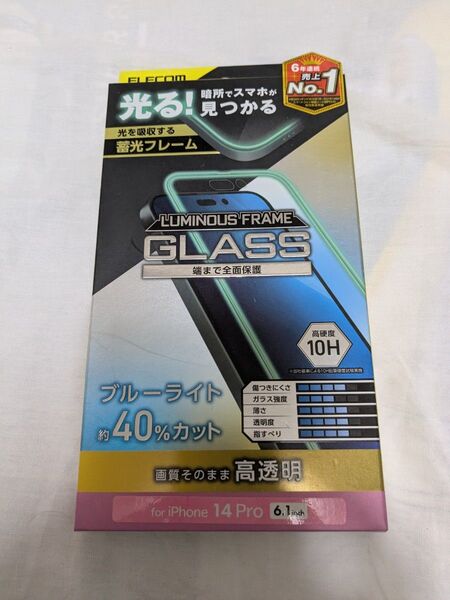 ELECOM
6年連続
売上
No.1
光る!
暗所でスマホが
見つかる
光を吸収する
蓄光フレーム
LUMINOUS FRAME
GLASS
端まで全面保護
高硬度
10H
ブルーライト
約40%カット
傷つきにくさ
ガラス強度
薄さ
透明度
指すべり
画質そのまま 高透明
for iPhone 14 Pro 6.1inch